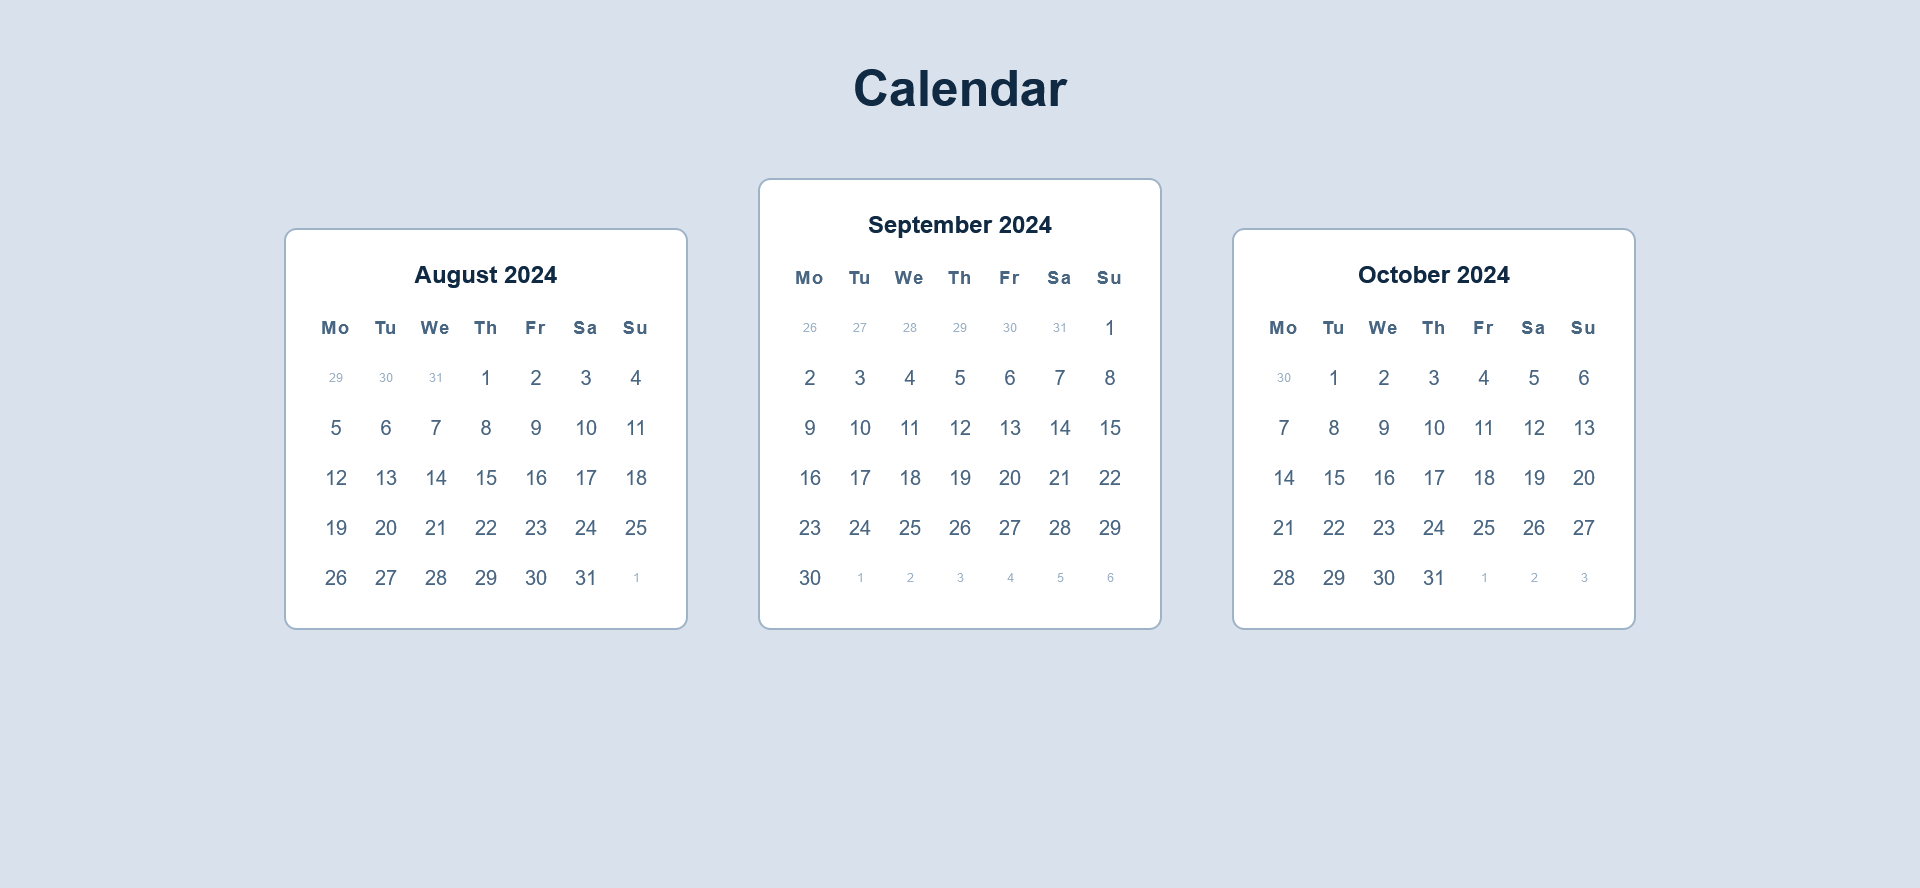 Calendar
August 2024
Mo Tu We Th Fr Sa Su
29 30 31 1 2 3 4
5 6 7 8 9 10 11
12 13 14 15 16 17 18
19 20 21 22 23 24 25
26 27 28 29 30 31 1
September 2024
Mo Tu We Th Fr Sa Su
26 27 28 29 30 31 1
2 3 4 5 6 7 8
9 10 11 12 13 14 15
16 17 18 19 20 21 22
23 24 25 26 27 28 29
30 1 2 3 4 5 6
October 2024
Mo Tu We Th Fr Sa Su
30 1 2 3 4 5 6
7 8 9 10 11 12 13
14 15 16 17 18 19 20
21 22 23 24 25 26 27
28 29 30 31 1 2 3